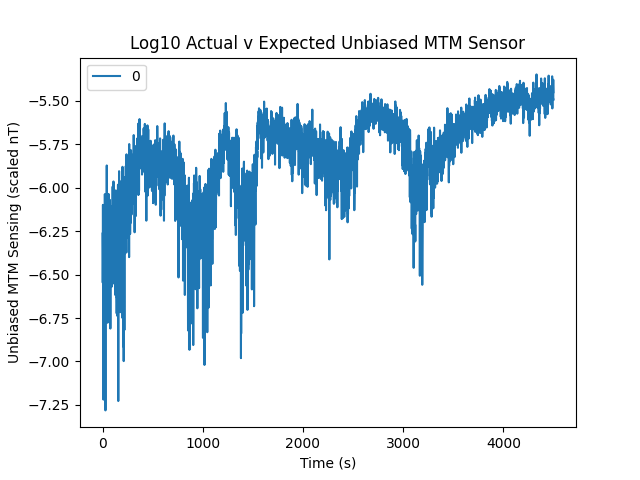 Log10 Actual v Expected Unbiased MTM Sensor
0
−5.50
−5.75
−6.00
−6.25
−6.50
−6.75
−7.00
−7.25
Unbiased MTM Sensing (scaled nT)
0 1000 2000 3000 4000
Time (s)